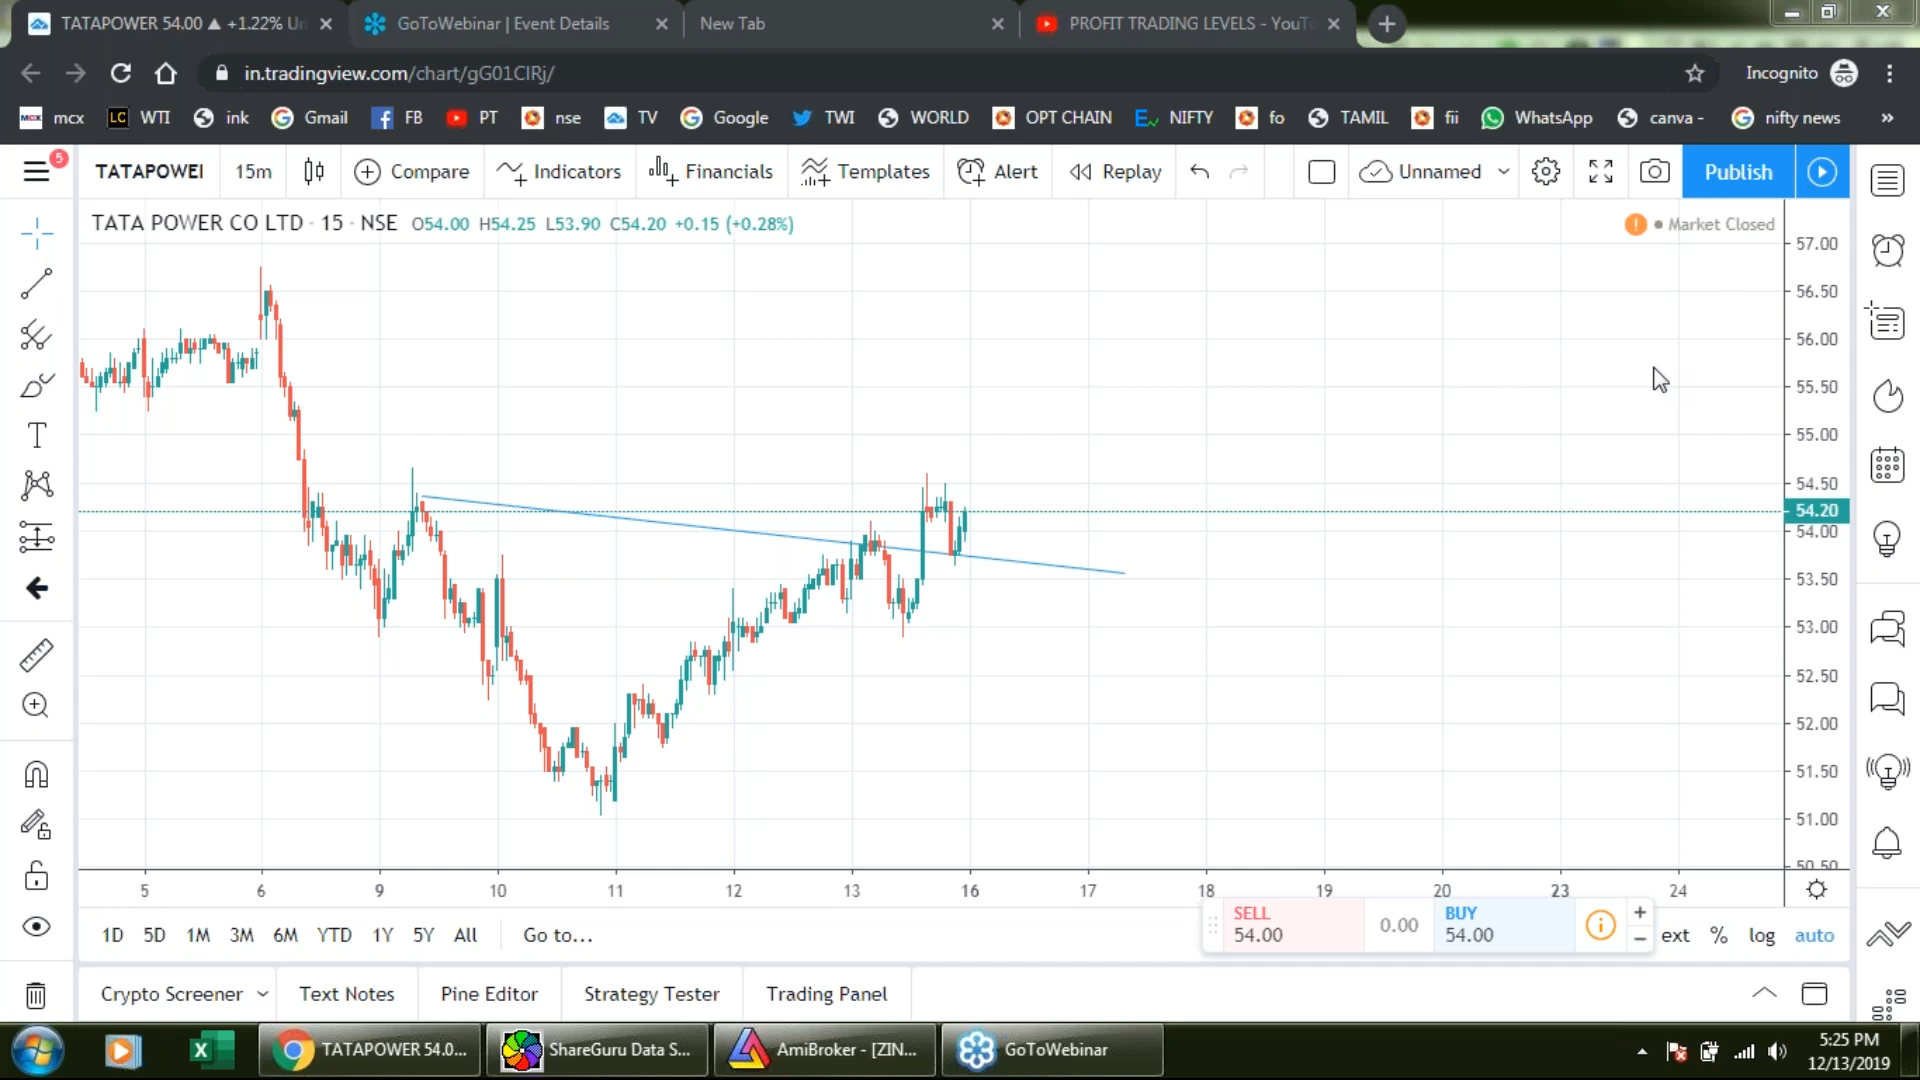 TATAPOWER 54.00 ▲ +1.22% Un
GoToWebinar | Event Details
New Tab
PROFIT TRADING LEVELS - YouTu
in.tradingview.com/chart/gG01ClRj/
Incognito
mcx
LC WTI
ink
Gmail
FB
PT
nse
TV
Google
TWI
WORLD
OPT CHAIN
NIFTY
fo
TAMIL
fii
WhatsApp
canva -
nifty news
»
5
TATAPOWEI
15m
Compare
Indicators
Financials
Templates
Alert
Replay
Unnamed
Publish
TATA POWER CO LTD · 15 · NSE O54.00 H54.25 L53.90 C54.20 +0.15 (+0.28%)
Market Closed
57.00
56.50
56.00
55.50
55.00
54.50
54.20
54.00
53.50
53.00
52.50
52.00
51.50
51.00
50.50
5 6 9 10 11 12 13 16 17 18 19 20 23 24
1D 5D 1M 3M 6M YTD 1Y 5Y All Go to...
SELL
54.00
0.00
BUY
54.00
ext % log auto
Crypto Screener
Text Notes
Pine Editor
Strategy Tester
Trading Panel
TATAPOWER 54.0...
ShareGuru Data S...
AmiBroker - [ZIN...
GoToWebinar
5:25 PM
12/13/2019